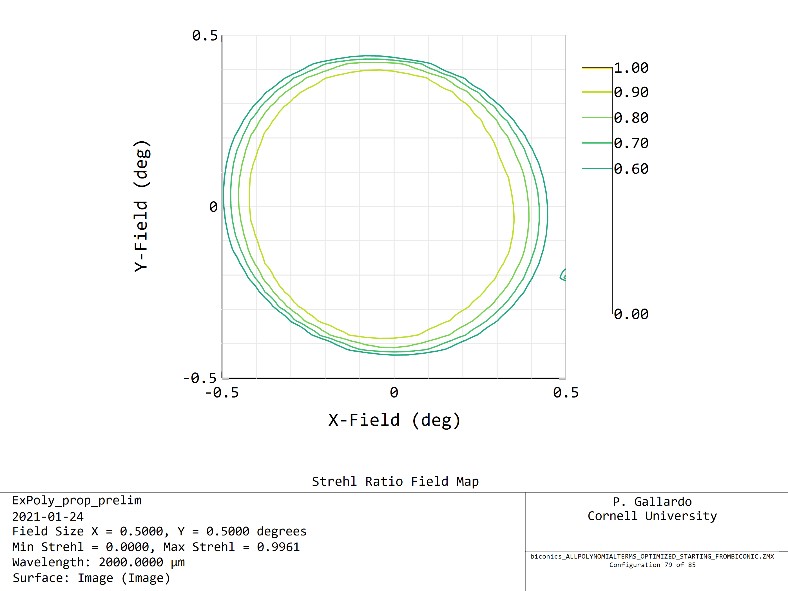 0.5
0
-0.5
-0.5
0
0.5
Y-Field (deg)
X-Field (deg)
1.00
0.90
0.80
0.70
0.60
0.00
Strehl Ratio Field Map
ExPoly_prop_prelim
2021-01-24
Field Size X = 0.5000, Y = 0.5000 degrees
Min Strehl = 0.0000, Max Strehl = 0.9961
Wavelength: 2000.0000 µm
Surface: Image (Image)
P. Gallardo
Cornell University
biconics_ALLPOLYNOMIALTERMS_OPTIMIZED_STARTING_FROMBICONIC.ZMX
Configuration 79 of 85